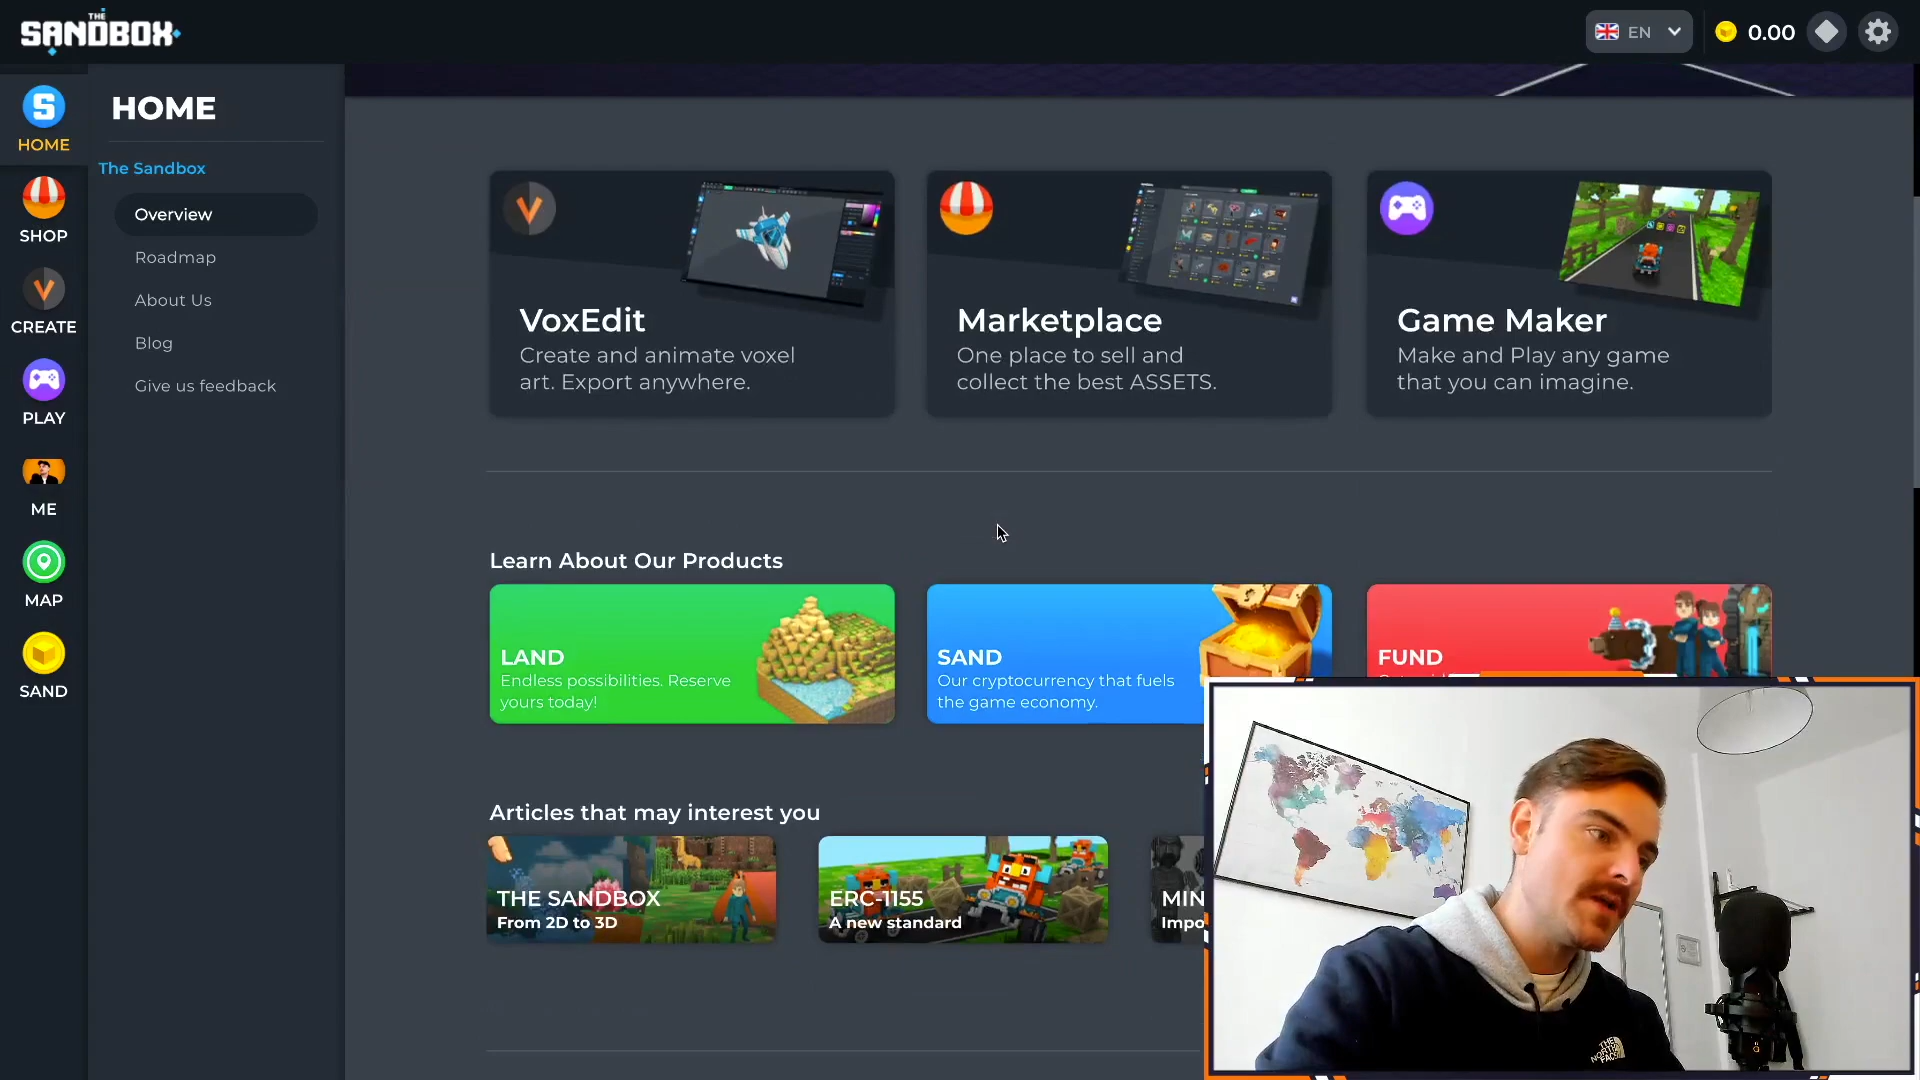 THE
SANDBOX
EN
0.00
HOME
SHOP
CREATE
PLAY
ME
MAP
SAND
HOME
The Sandbox
Overview
Roadmap
About Us
Blog
Give us feedback
VoxEdit
Create and animate voxel
art. Export anywhere.
Marketplace
One place to sell and
collect the best ASSETS.
Game Maker
Make and Play any game
that you can imagine.
Learn About Our Products
LAND
Endless possibilities. Reserve
yours today!
SAND
Our cryptocurrency that fuels
the game economy.
FUND
Articles that may interest you
THE SANDBOX
From 2D to 3D
ERC-1155
A new standard
MIN
Impo
THE
NORTH
FACE